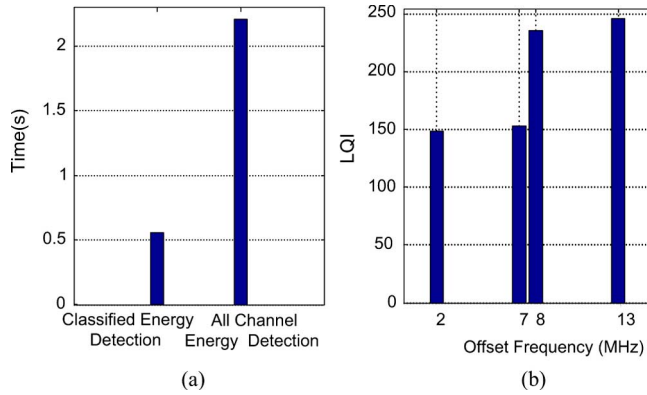 2
1.5
1
0.5
0
Time(s)
Classified Energy Detection
All Channel Energy Detection
(a)
250
200
150
100
50
0
LQI
2 7 8 13
Offset Frequency (MHz)
(b)